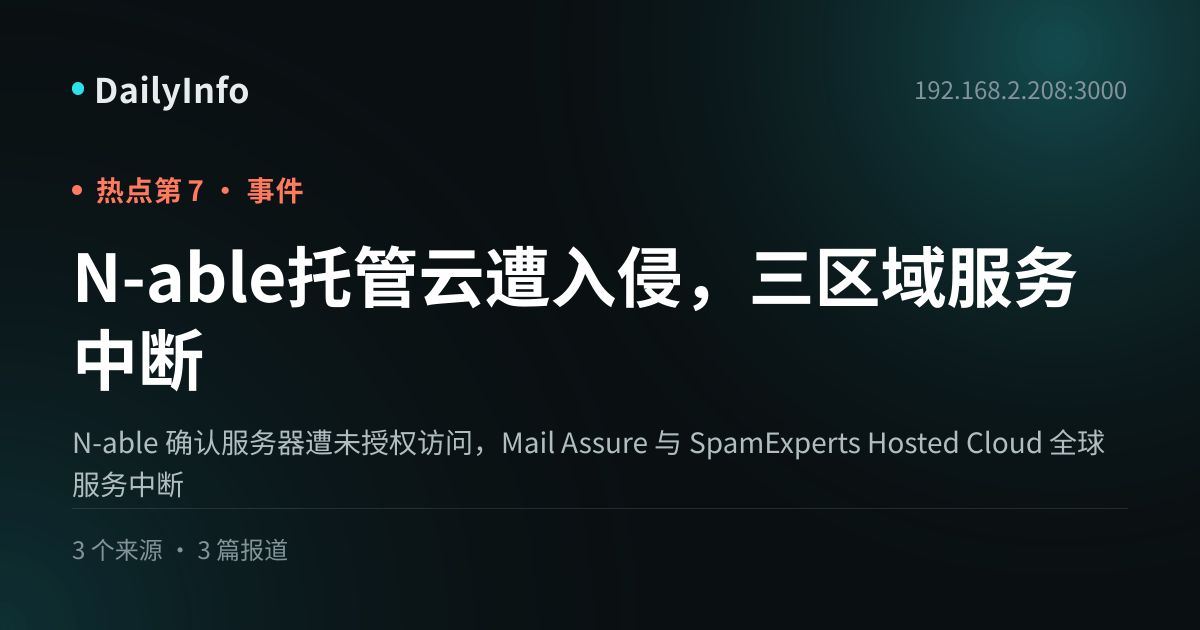 DailyInfo
192.168.2.208:3000
热点第 7 · 事件
N-able托管云遭入侵，三区域服务
中断
N-able 确认服务器遭未授权访问，Mail Assure 与 SpamExperts Hosted Cloud 全球
服务中断
3 个来源 · 3 篇报道